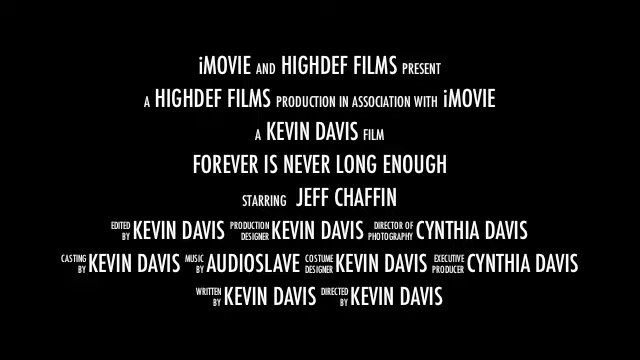 iMOVIE AND HIGHDEF FILMS PRESENT
A HIGHDEF FILMS PRODUCTION IN ASSOCIATION WITH iMOVIE
A KEVIN DAVIS FILM
FOREVER IS NEVER LONG ENOUGH
STARRING JEFF CHAFFIN
EDITED BY KEVIN DAVIS PRODUCTION DESIGNER KEVIN DAVIS DIRECTOR OF PHOTOGRAPHY CYNTHIA DAVIS
CASTING BY KEVIN DAVIS MUSIC BY AUDIOSLAVE COSTUME DESIGNER KEVIN DAVIS EXECUTIVE PRODUCER CYNTHIA DAVIS
WRITTEN BY KEVIN DAVIS DIRECTED BY KEVIN DAVIS